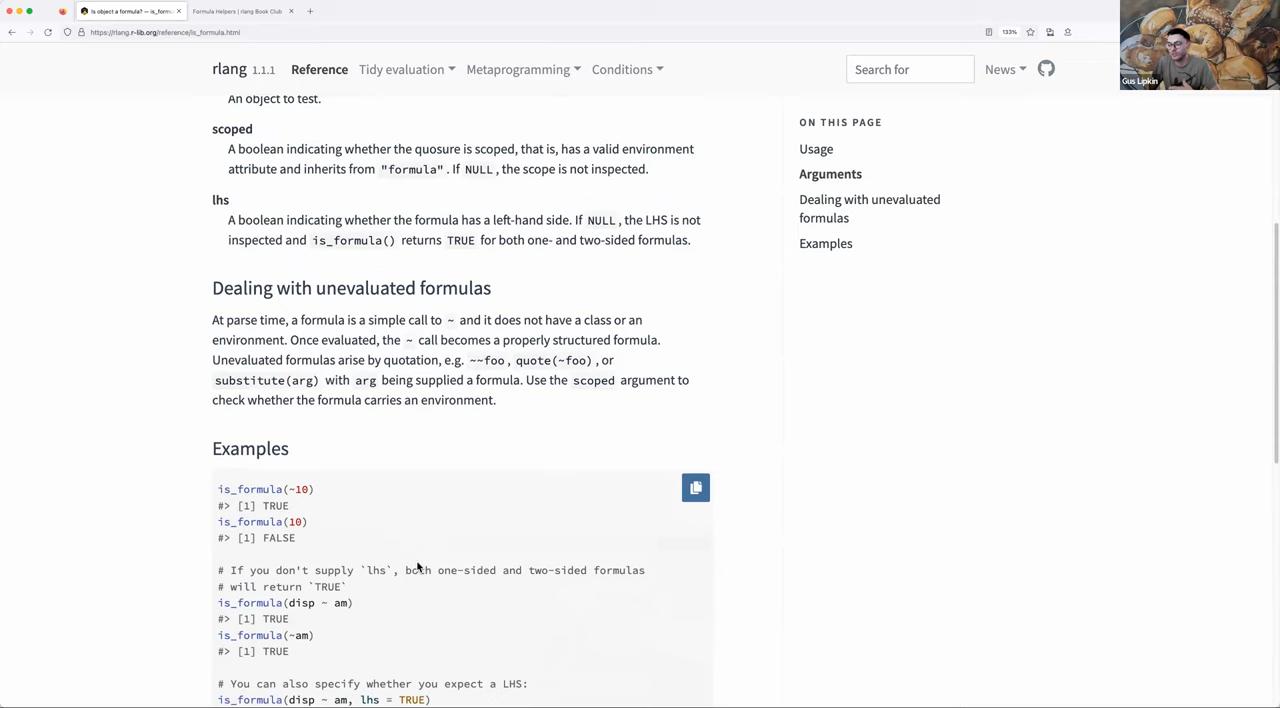 Is object a formula? — is_form
Formula Helpers | rlang Book Club
https://rlang.r-lib.org/reference/is_formula.html
133%
Gus Lipkin
rlang 1.1.1 Reference Tidy evaluation Metaprogramming Conditions Search for News
An object to test.
scoped
A boolean indicating whether the quosure is scoped, that is, has a valid environment
attribute and inherits from "formula". If NULL, the scope is not inspected.
lhs
A boolean indicating whether the formula has a left-hand side. If NULL, the LHS is not
inspected and is_formula() returns TRUE for both one- and two-sided formulas.
Dealing with unevaluated formulas
At parse time, a formula is a simple call to ~ and it does not have a class or an
environment. Once evaluated, the ~ call becomes a properly structured formula.
Unevaluated formulas arise by quotation, e.g. ~~foo, quote(~foo), or
substitute(arg) with arg being supplied a formula. Use the scoped argument to
check whether the formula carries an environment.
Examples
is_formula(~10)
#> [1] TRUE
is_formula(10)
#> [1] FALSE
# If you don't supply `lhs`, both one-sided and two-sided formulas
# will return `TRUE`
is_formula(disp ~ am)
#> [1] TRUE
is_formula(~am)
#> [1] TRUE
# You can also specify whether you expect a LHS:
is_formula(disp ~ am, lhs = TRUE)
ON THIS PAGE
Usage
Arguments
Dealing with unevaluated
formulas
Examples